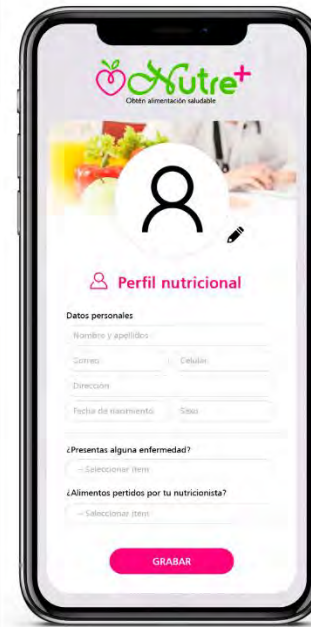 Nutre+
Obtén alimentación saludable
Perfil nutricional
Datos personales
Nombre y apellidos
Correo
Celular
Dirección
Fecha de nacimiento
Sexo
¿Presentas alguna enfermedad?
-- Seleccionar item
¿Alimentos pertidos por tu nutricionista?
-- Seleccionar item
GRABAR